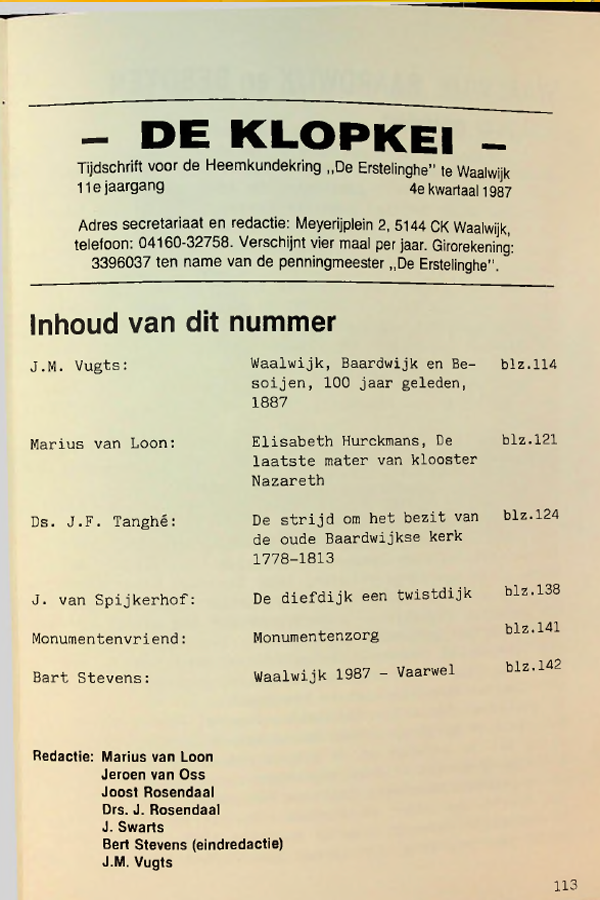 – DE KLOPKEI –
Tijdschrift voor de Heemkundekring „De Erstelinghe" te Waalwijk
11e jaargang 4e kwartaal 1987
Adres secretariaat en redactie: Meyerijplein 2, 5144 CK Waalwijk,
telefoon: 04160-32758. Verschijnt vier maal per jaar. Girorekening:
3396037 ten name van de penningmeester „De Erstelinghe".
Inhoud van dit nummer
J.M. Vugts: Waalwijk, Baardwijk en Be- blz.114
soijen, 100 jaar geleden,
1887
Marius van Loon: Elisabeth Hurckmans, De blz.121
laatste mater van klooster
Nazareth
Ds. J.F. Tanghé: De strijd om het bezit van blz.124
de oude Baardwijkse kerk
1778-1813
J. van Spijkerhof: De diefdijk een twistdijk blz.138
Monumentenvriend: Monumentenzorg blz.141
Bart Stevens: Waalwijk 1987 - Vaarwel blz.142
Redactie: Marius van Loon
Jeroen van Oss
Joost Rosendaal
Drs. J. Rosendaal
J. Swarts
Bert Stevens (eindredactie)
J.M. Vugts
113